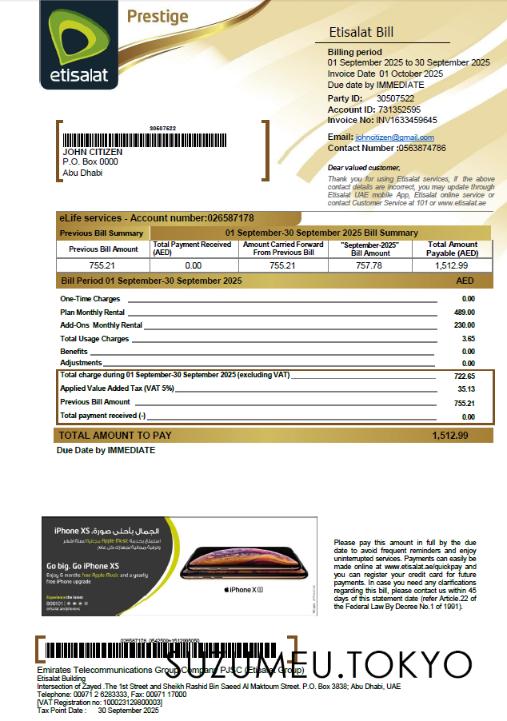 Prestige
etisalat
Etisalat Bill
Billing period
01 September 2025 to 30 September 2025
Invoice Date 01 October 2025
Due date by IMMEDIATE
Party ID: 30507522
Account ID: 731352595
Invoice No: INV1633459645
Email: johncitizen@gmail.com
Contact Number :0563874786
30507522
JOHN CITIZEN
P.O. Box 0000
Abu Dhabi
Dear valued customer,
Thank you for using Etisalat services, If the above
contact details are incorrect, you may update through
Etisalat UAE mobile App, Etisalat online service or
contact Customer Service at 101 or www.etisalat.ae
eLife services - Account number:026587178
Previous Bill Summary 01 September-30 September 2025 Bill Summary
Previous Bill Amount Total Payment Received (AED) Amount Carried Forward From Previous Bill "September-2025" Bill Amount Total Amount Payable (AED)
755.21 0.00 755.21 757.78 1,512.99
Bill Period 01 September-30 September 2025 AED
One-Time Charges 0.00
Plan Monthly Rental 489.00
Add-Ons Monthly Rental 230.00
Total Usage Charges 3.65
Benefits 0.00
Adjustments 0.00
Total charge during 01 September-30 September 2025 (excluding VAT) 722.65
Applied Value Added Tax (VAT 5%) 35.13
Previous Bill Amount 755.21
Total payment received (-) 0.00
TOTAL AMOUNT TO PAY 1,512.99
Due Date by IMMEDIATE
الجمال بأحلى صورة. iPhone XS
Go big. Go iPhone XS
Enjoy 6 months free Apple Music and a yearly
free iPhone upgrade
iPhone XS
Please pay this amount in full by the due
date to avoid frequent reminders and enjoy
uninterrupted services. Payments can easily be
made online at www.etisalat.ae/quickpay and
you can register your credit card for future
payments. In case you need any clarifications
regarding this bill, please contact us within 45
days of this statement date (refer Article.22 of
the Federal Law By Decree No.1 of 1991).
SUZUMEU.TOKYO
Emirates Telecommunications Group Company PJSC (Etisalat Group)
Etisalat Building
Intersection of Zayed .The 1st Street and Sheikh Rashid Bin Saeed Al Maktoum Street. P.O. Box 3838; Abu Dhabi, UAE
Telephone: 00971 2 6283333, Fax: 00971 17000
[VAT Registration no: 100023129800003]
Tax Point Date : 30 September 2025